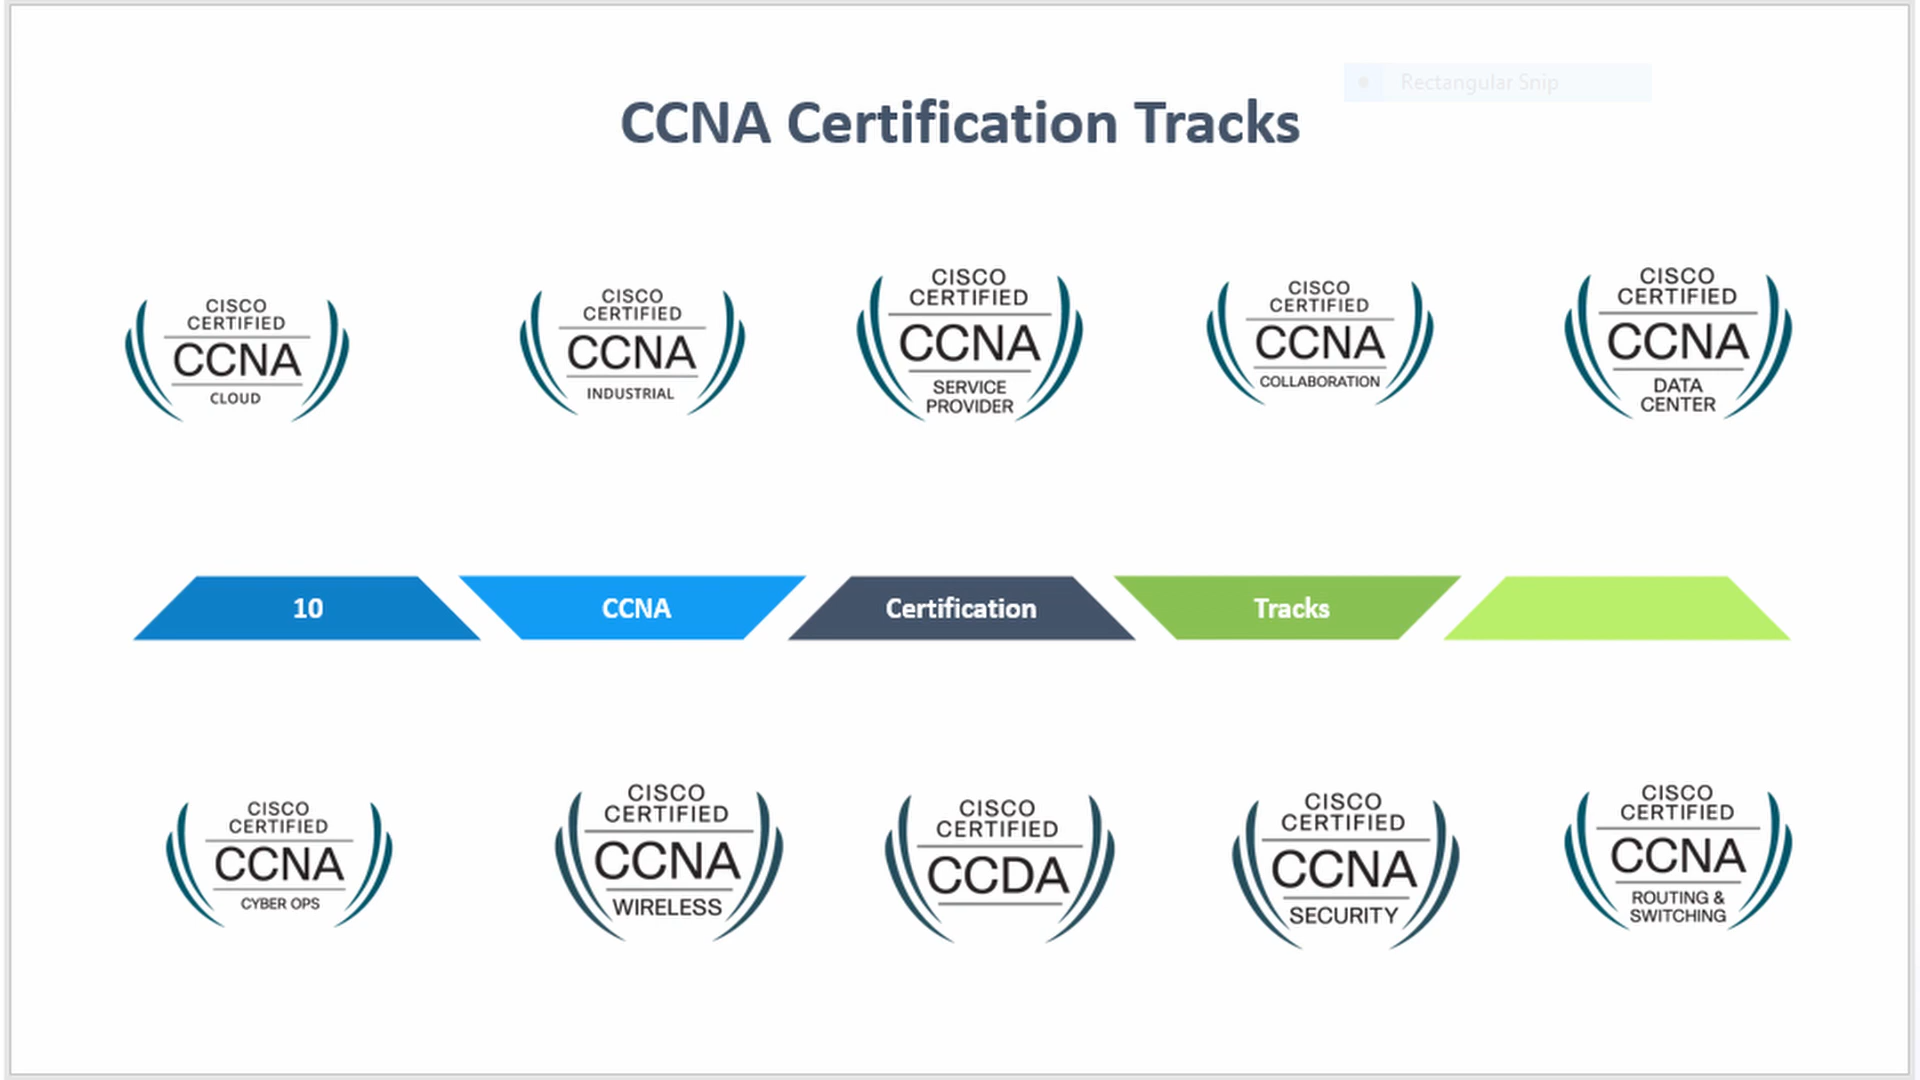 Rectangular Snip
CCNA Certification Tracks
CISCO
CERTIFIED
CCNA
CLOUD
CISCO
CERTIFIED
CCNA
INDUSTRIAL
CISCO
CERTIFIED
CCNA
SERVICE
PROVIDER
CISCO
CERTIFIED
CCNA
COLLABORATION
CISCO
CERTIFIED
CCNA
DATA
CENTER
10
CCNA
Certification
Tracks
CISCO
CERTIFIED
CCNA
CYBER OPS
CISCO
CERTIFIED
CCNA
WIRELESS
CISCO
CERTIFIED
CCDA
CISCO
CERTIFIED
CCNA
SECURITY
CISCO
CERTIFIED
CCNA
ROUTING &
SWITCHING